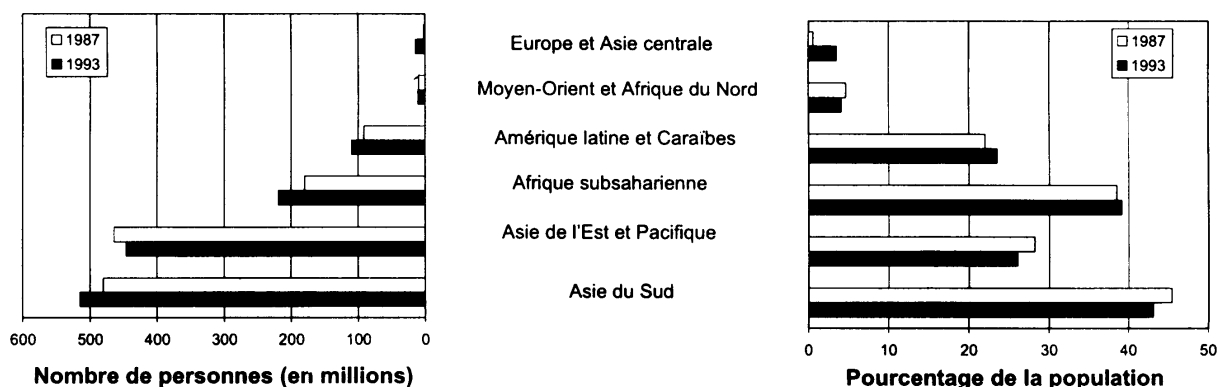 1987
1993
600 500 400 300 200 100 0
Nombre de personnes (en millions)
Europe et Asie centrale
Moyen-Orient et Afrique du Nord
Amérique latine et Caraïbes
Afrique subsaharienne
Asie de l'Est et Pacifique
Asie du Sud
1987
1993
0 10 20 30 40 50
Pourcentage de la population